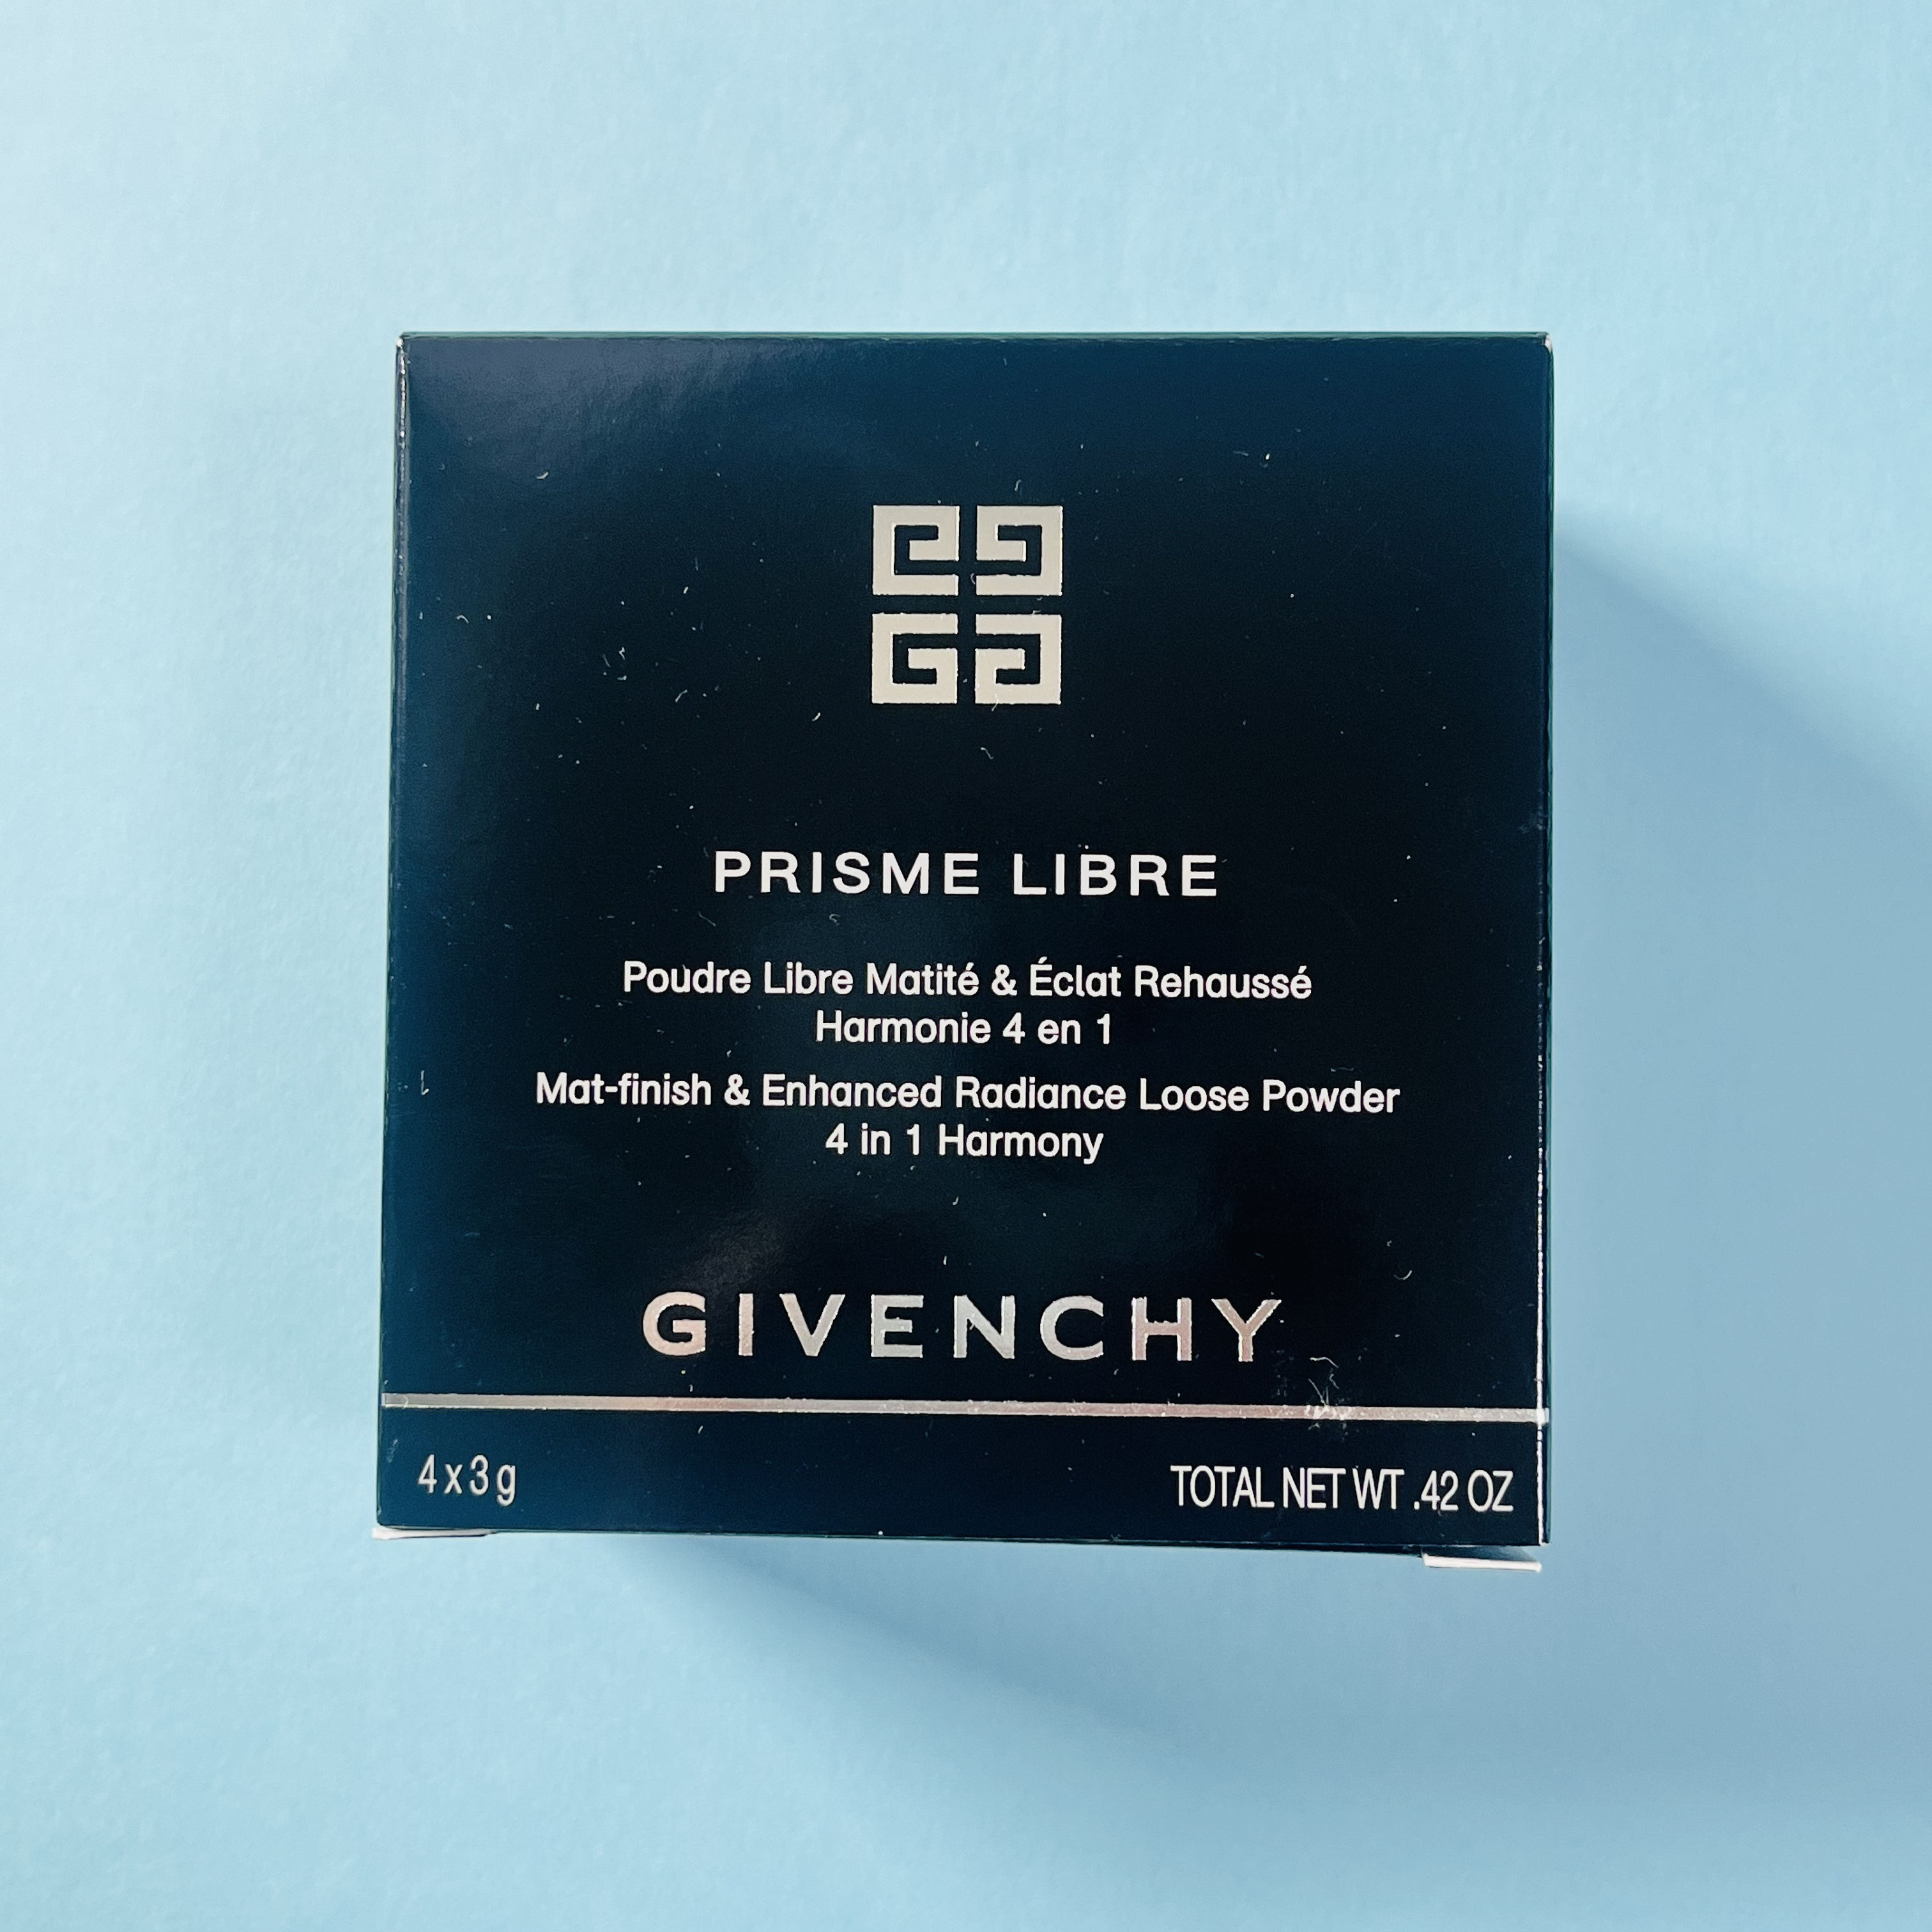 PRISME LIBRE
Poudre Libre Matité & Éclat Rehaussé
Harmonie 4 en 1
Mat-finish & Enhanced Radiance Loose Powder
4 in 1 Harmony
GIVENCHY
4x3g
TOTAL NET WT .42 OZ